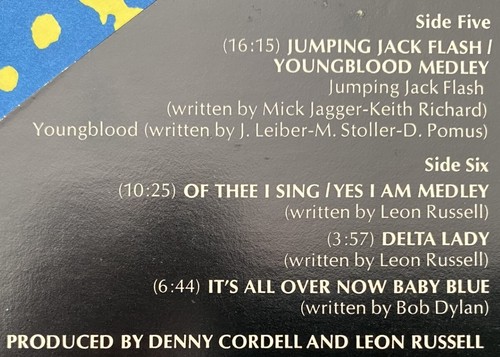 Side Five
(16:15) JUMPING JACK FLASH /
YOUNGBLOOD MEDLEY
Jumping Jack Flash
(written by Mick Jagger-Keith Richard)
Youngblood (written by J. Leiber-M. Stoller-D. Pomus)
Side Six
(10:25) OF THEE I SING / YES I AM MEDLEY
(written by Leon Russell)
(3:57) DELTA LADY
(written by Leon Russell)
(6:44) IT'S ALL OVER NOW BABY BLUE
(written by Bob Dylan)
PRODUCED BY DENNY CORDELL AND LEON RUSSELL